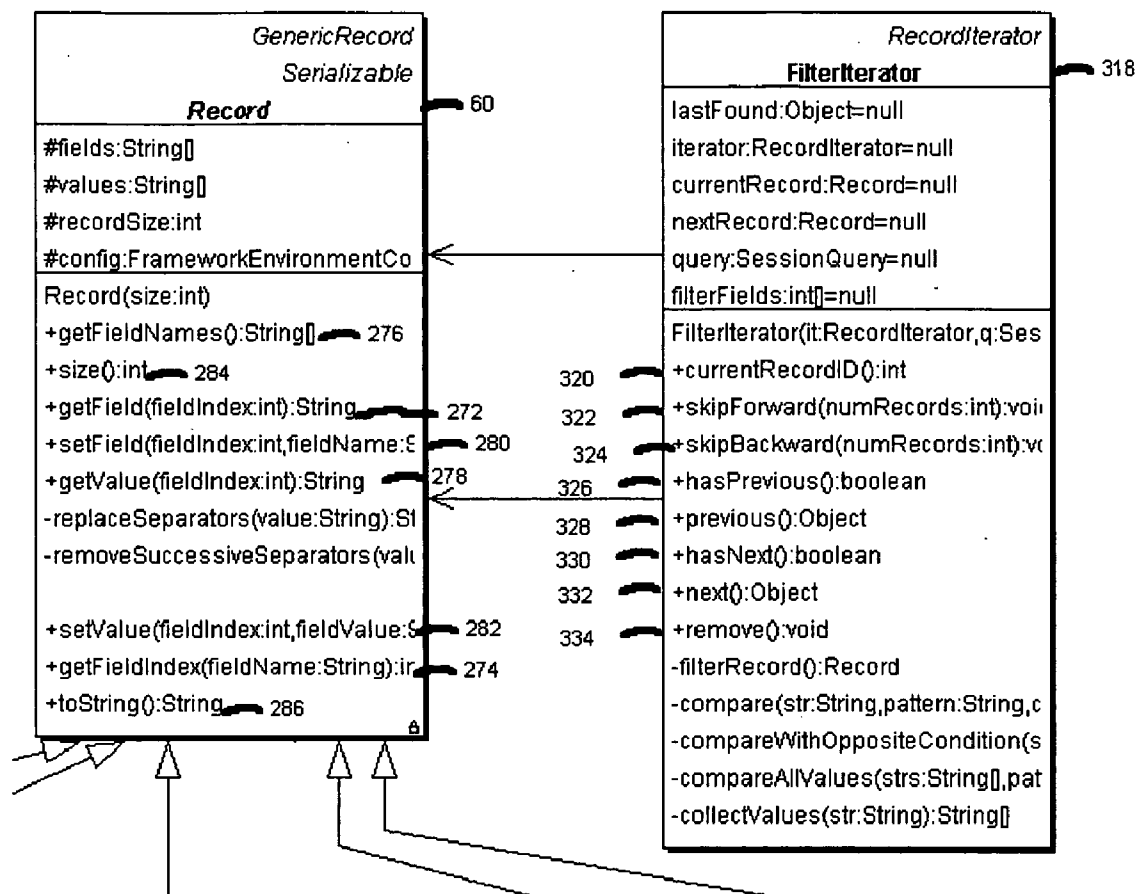 GenericRecord
Serializable
Record
60
#fields:String[]
#values:String[]
#recordSize:int
#config:FrameworkEnvironmentCo
Record(size:int)
+getFieldNames():String[] 276
+size():int 284
+getField(fieldIndex:int):String 272
+setField(fieldIndex:int,fieldName:S 280
+getValue(fieldIndex:int):String 278
-replaceSeparators(value:String):St
-removeSuccessiveSeparators(valu
+setValue(fieldIndex:int,fieldValue:S 282
+getFieldIndex(fieldName:String):in 274
+toString():String 286
RecordIterator
FilterIterator
318
lastFound:Object=null
iterator:RecordIterator=null
currentRecord:Record=null
nextRecord:Record=null
query:SessionQuery=null
filterFields:int[]=null
FilterIterator(it:RecordIterator,q:Ses
320 +currentRecordID():int
322 +skipForward(numRecords:int):voi
324 +skipBackward(numRecords:int):vo
326 +hasPrevious():boolean
328 +previous():Object
330 +hasNext():boolean
332 +next():Object
334 +remove():void
-filterRecord():Record
-compare(str:String,pattern:String,c
-compareWithOppositeCondition(s
-compareAllValues(strs:String[],pat
-collectValues(str:String):String[]